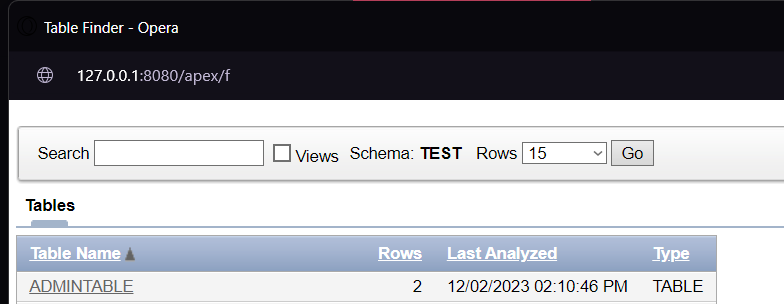 Table Finder - Opera
127.0.0.1:8080/apex/f
Search Views Schema: TEST Rows 15 Go
Tables
Table Name Rows Last Analyzed Type
ADMINTABLE 2 12/02/2023 02:10:46 PM TABLE